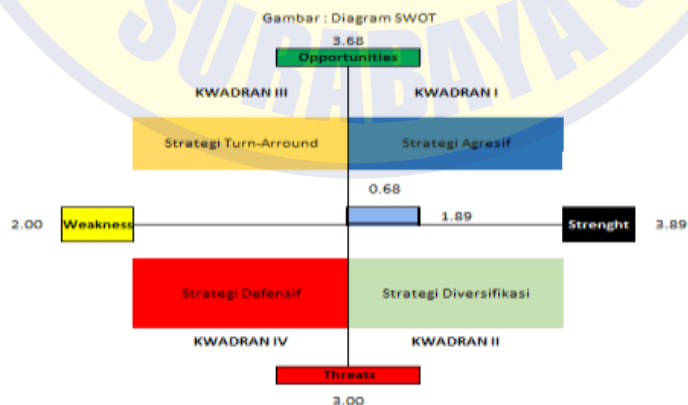 Gambar : Diagram SWOT
3.68
Opportunities
KWADRAN III KWADRAN I
SURABAYA
Strategi Turn-Arround Strategi Agresif
0.68
2.00 Weakness 1.89 Strenght 3.89
Strategi Defensif Strategi Diversifikasi
KWADRAN IV KWADRAN II
Threats
3.00